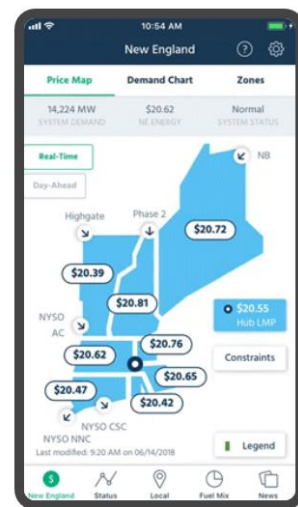 10:54 AM
New England
?
Price Map Demand Chart Zones
14,224 MW $20.62 Normal
SYSTEM DEMAND NE ENERGY SYSTEM STATUS
Real-Time
NB
Day-Ahead
Highgate Phase 2
$20.72
$20.39
$20.81
$20.55
Hub LMP
NYSO
AC
$20.76
$20.62
Constraints
$20.65
$20.47
$20.42
NYSO CSC
NYSO NNC
Legend
Last modified: 9:20 AM on 06/14/2018
$
New England Status Local Fuel Mix News